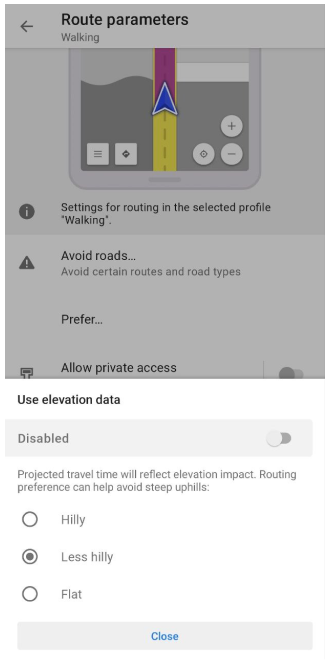 Route parameters
Walking
Settings for routing in the selected profile
"Walking".
Avoid roads...
Avoid certain routes and road types
Prefer...
Allow private access
Use elevation data
Disabled
Projected travel time will reflect elevation impact. Routing
preference can help avoid steep uphills:
Hilly
Less hilly
Flat
Close